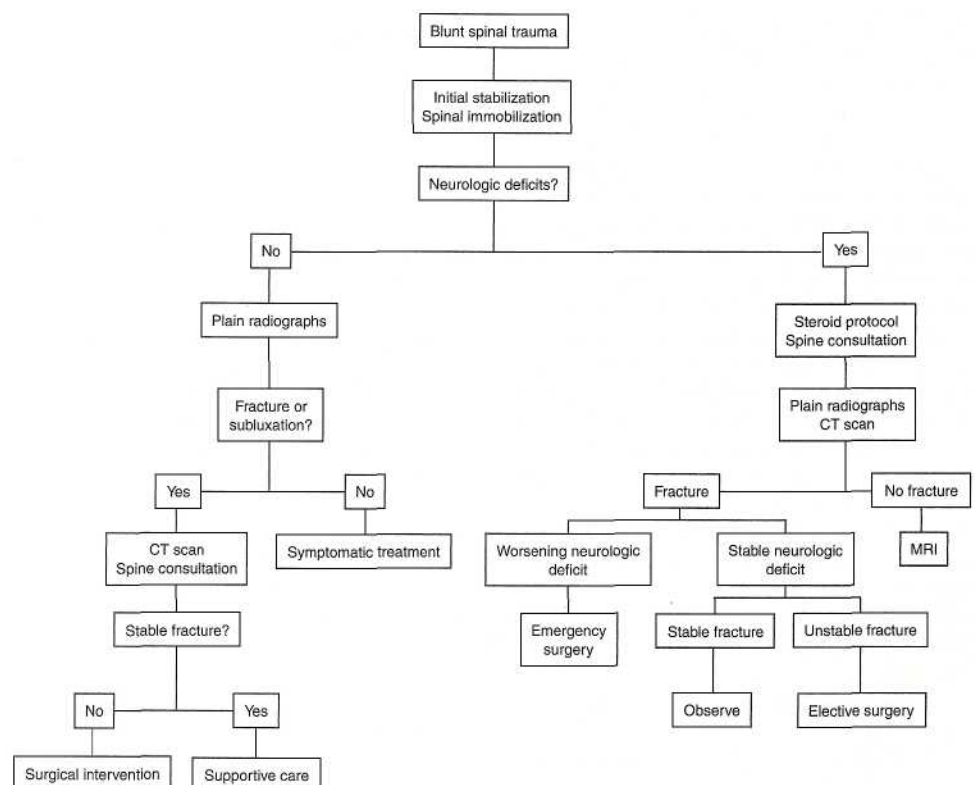 Blunt spinal trauma
Initial stabilization
Spinal immobilization
Neurologic deficits?
No
Yes
Plain radiographs
Steroid protocol
Spine consultation
Fracture or
subluxation?
Plain radiographs
CT scan
Yes
No
Fracture
No fracture
CT scan
Spine consultation
Symptomatic treatment
Worsening neurologic
deficit
Stable neurologic
deficit
MRI
Stable fracture?
Emergency
surgery
Stable fracture
Unstable fracture
No
Yes
Observe
Elective surgery
Surgical intervention
Supportive care